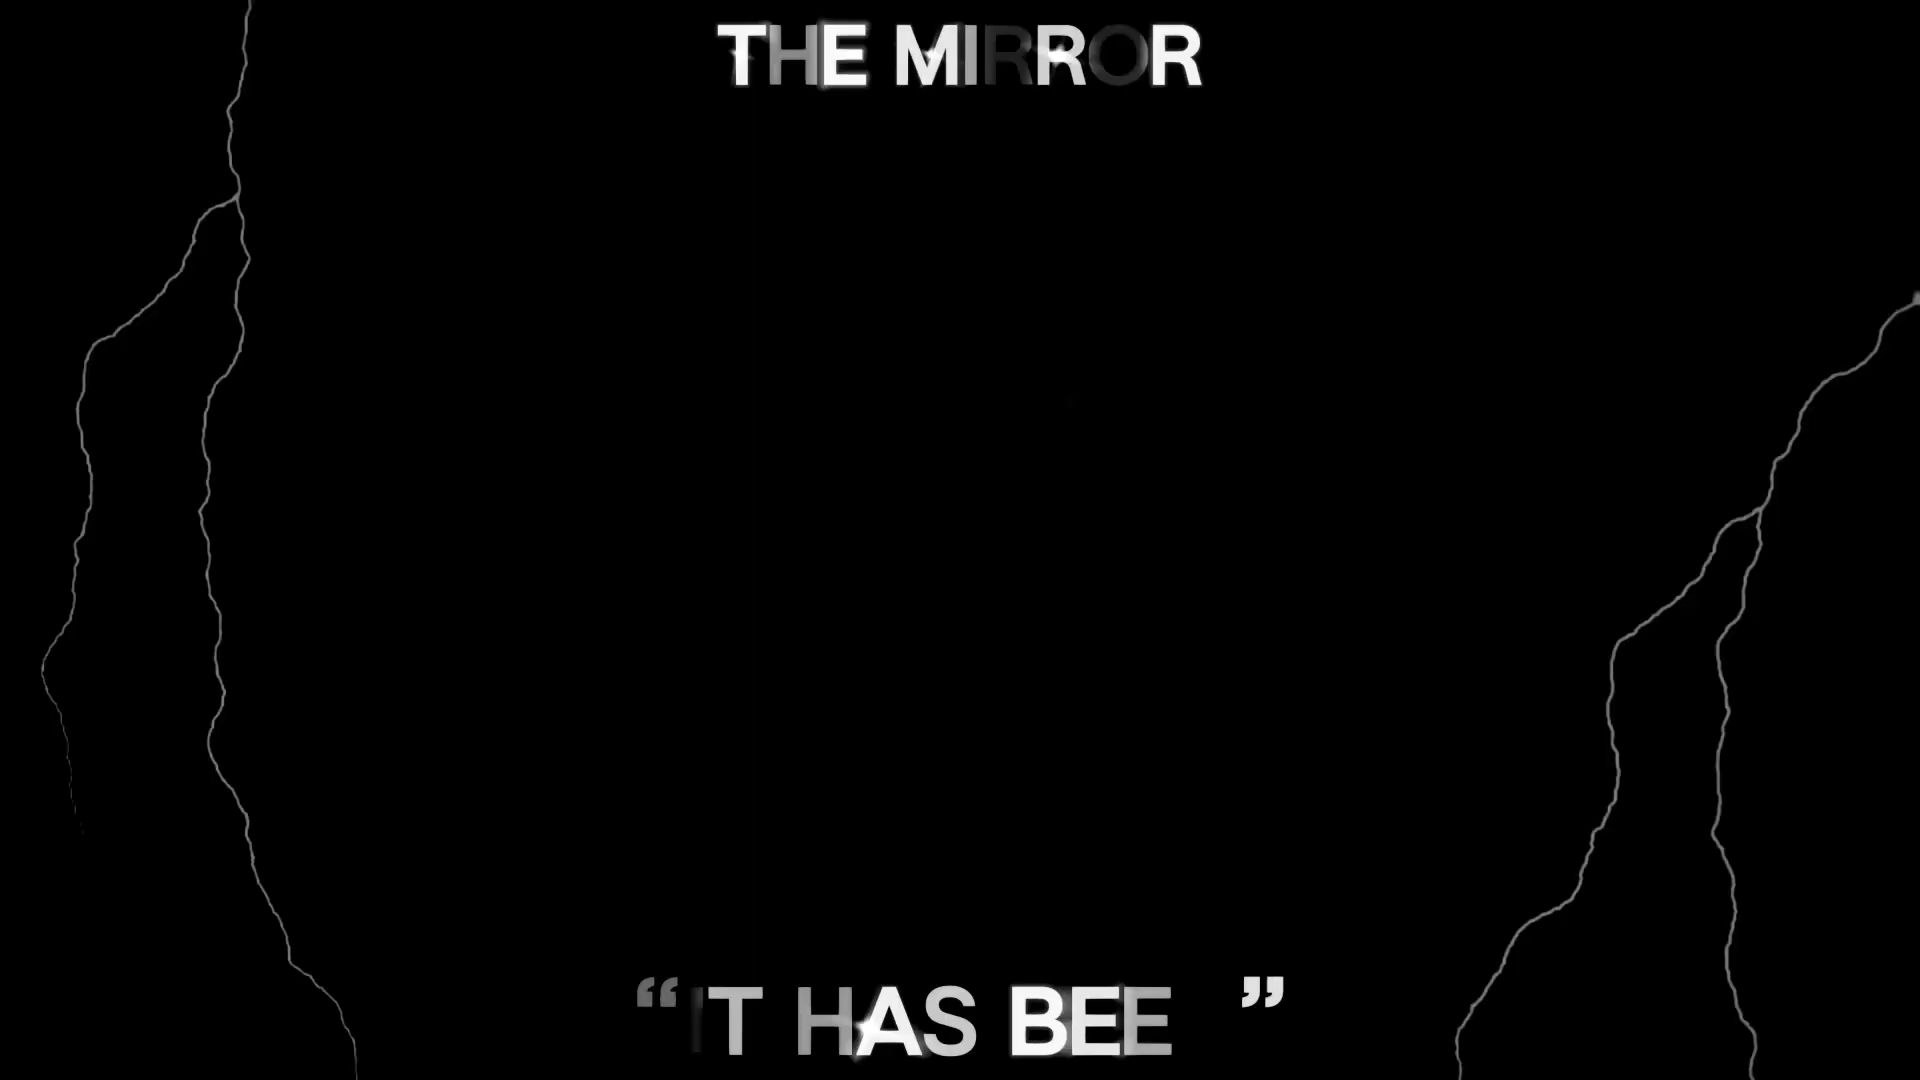 THE MIRROR
“IT HAS BEE ”